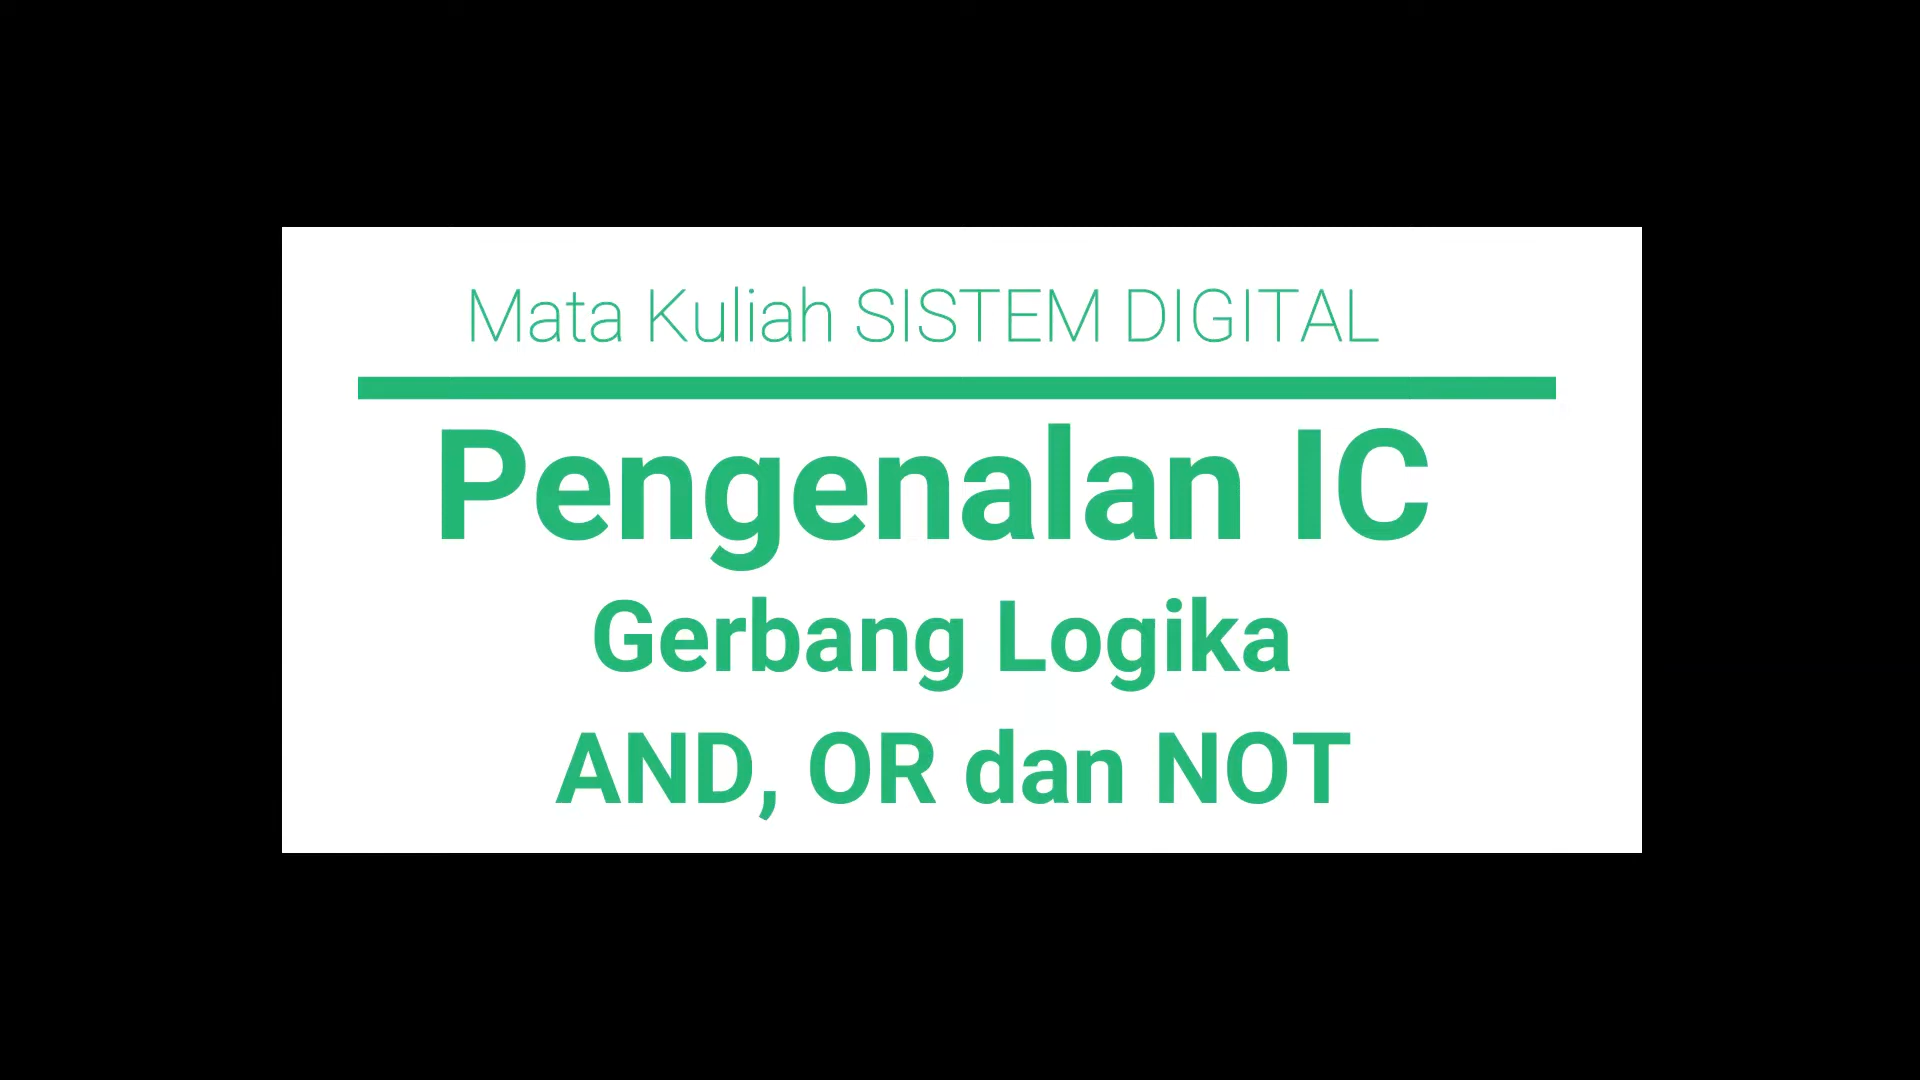 Mata Kuliah SISTEM DIGITAL
Pengenalan IC
Gerbang Logika
AND, OR dan NOT